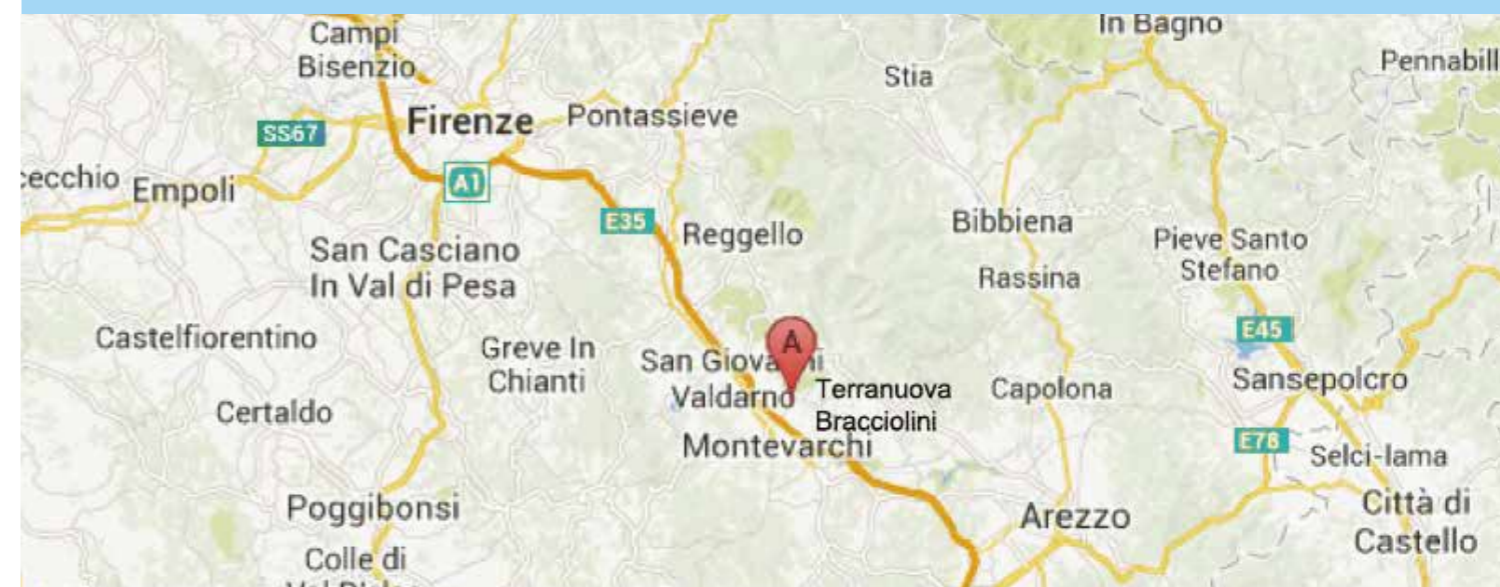 In Bagno
Campi
Bisenzio
Pennabill
Stia
Firenze
Pontassieve
SS67
cecchio
Empoli
A1
E35
Reggello
Bibbiena
Pieve Santo
Stefano
San Casciano
In Val di Pesa
Rassina
Castelfiorentino
E45
A
Greve In
Chianti
San Giovanni
Valdarno
Terranuova
Bracciolini
Capolona
Sansepolcro
Certaldo
Montevarchi
E78
Selci-lama
Poggibonsi
Arezzo
Città di
Castello
Colle di